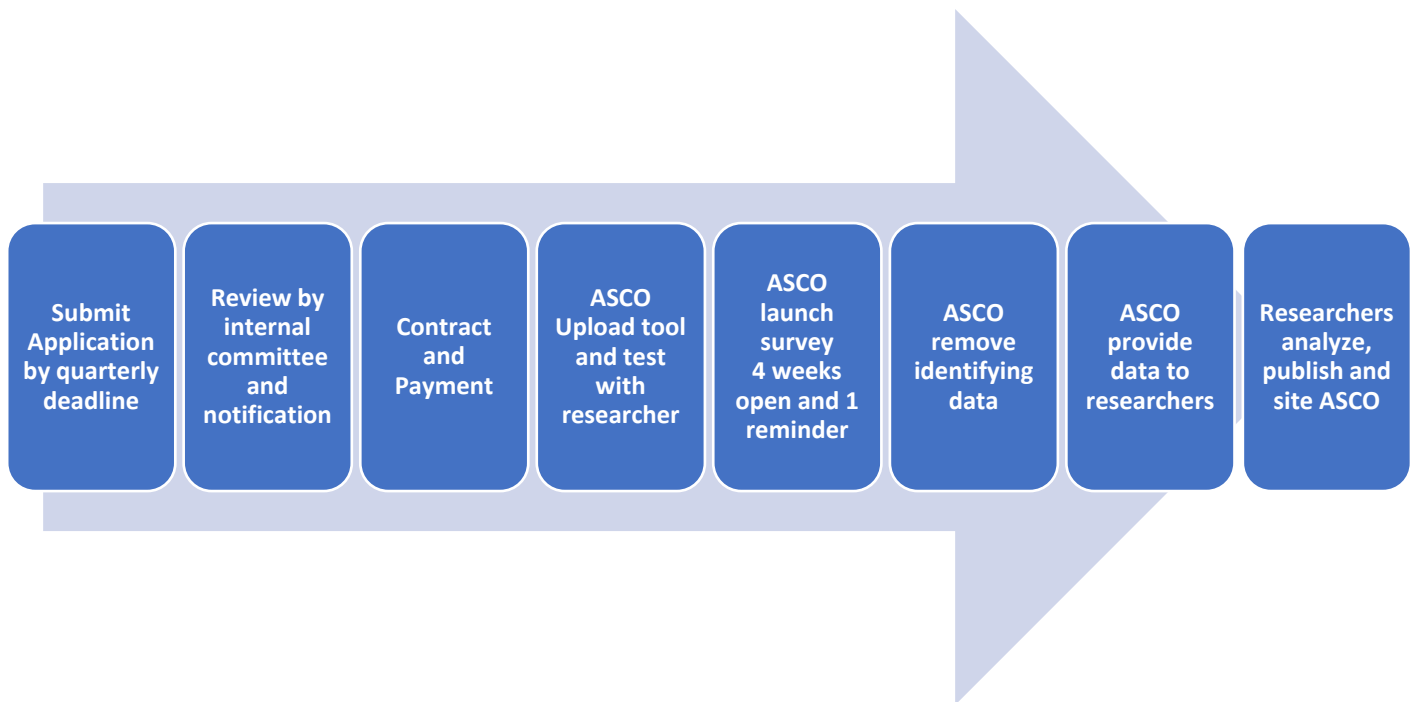 Submit
Application
by quarterly
deadline
Review by
internal
committee
and
notification
Contract
and
Payment
ASCO
Upload tool
and test
with
researcher
ASCO
launch
survey
4 weeks
open and 1
reminder
ASCO
remove
identifying
data
ASCO
provide
data to
researchers
Researchers
analyze,
publish and
site ASCO